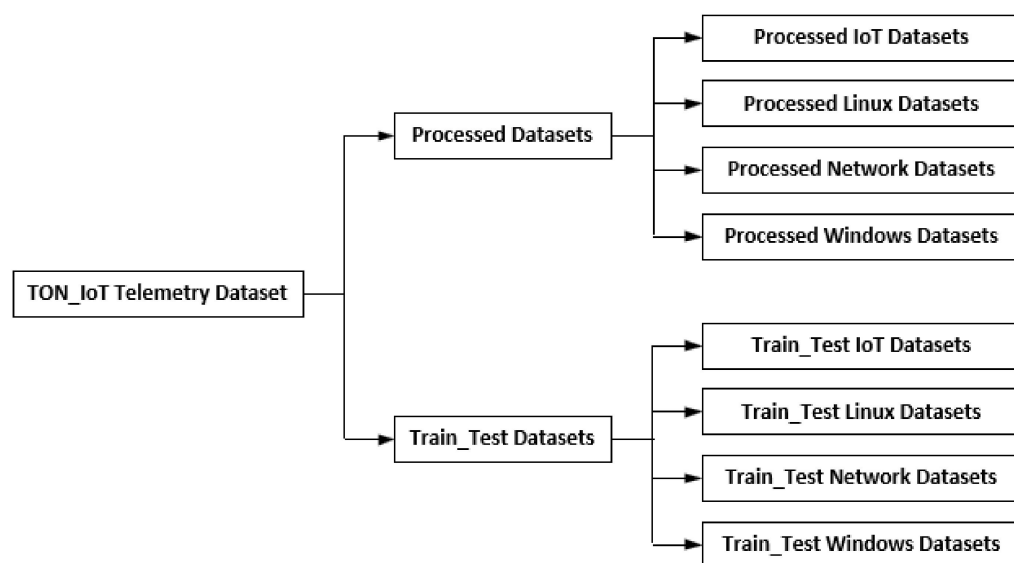 TON_IoT Telemetry Dataset
Processed Datasets
Processed IoT Datasets
Processed Linux Datasets
Processed Network Datasets
Processed Windows Datasets
Train_Test Datasets
Train_Test IoT Datasets
Train_Test Linux Datasets
Train_Test Network Datasets
Train_Test Windows Datasets